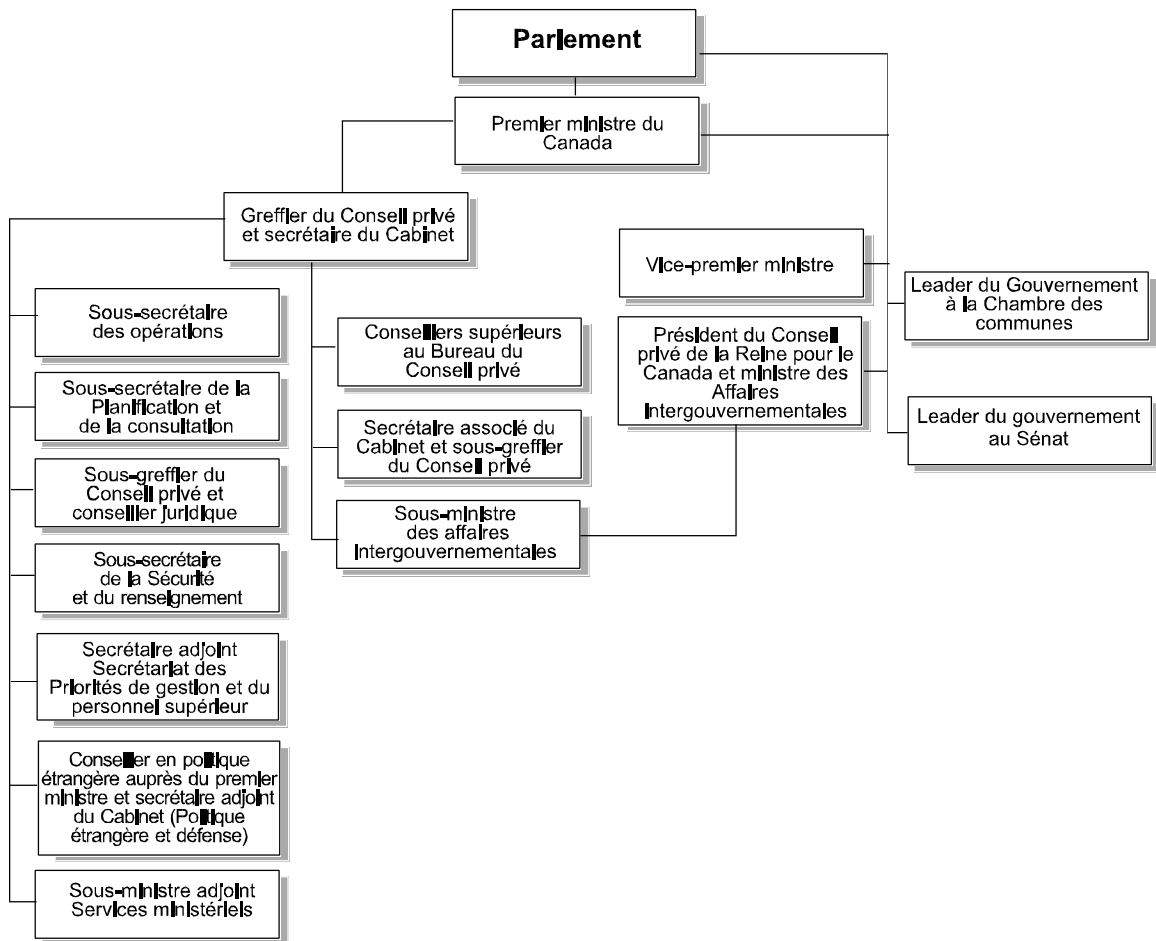 Parlement
Premier ministre du
Canada
Greffier du Conseil privé
et secrétaire du Cabinet
Vice-premier ministre
Leader du Gouvernement
à la Chambre des
communes
Sous-secrétaire
des opérations
Conseillers supérieurs
au Bureau du
Conseil privé
Président du Conseil
privé de la Reine pour le
Canada et ministre des
Affaires
intergouvernementales
Sous-secrétaire de la
Planification et
de la consultation
Secrétaire associé du
Cabinet et sous-greffier
du Conseil privé
Leader du gouvernement
au Sénat
Sous-greffier du
Conseil privé et
conseiller juridique
Sous-ministre
des affaires
intergouvernementales
Sous-secrétaire
de la Sécurité
et du renseignement
Secrétaire adjoint
Secrétariat des
Priorités de gestion et du
personnel supérieur
Conseiller en politique
étrangère auprès du premier
ministre et secrétaire adjoint
du Cabinet (Politique
étrangère et défense)
Sous-ministre adjoint
Services ministériels